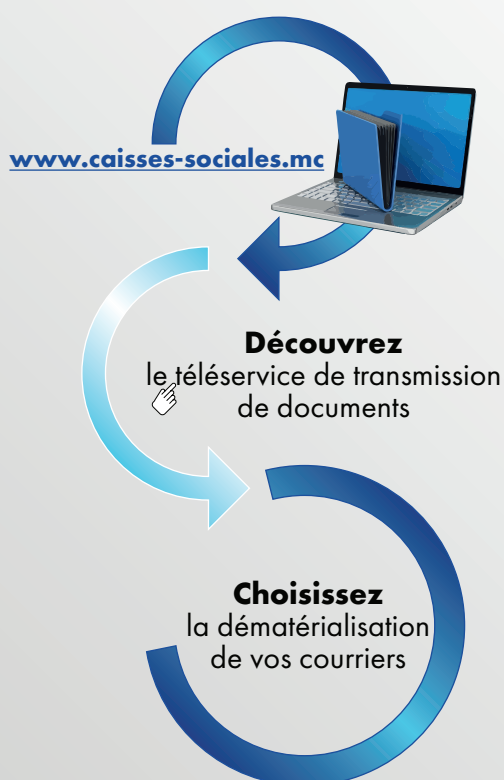 www.caisses-sociales.mc
Découvrez
le téléservice de transmission
de documents
Choisissez
la dématérialisation
de vos courriers